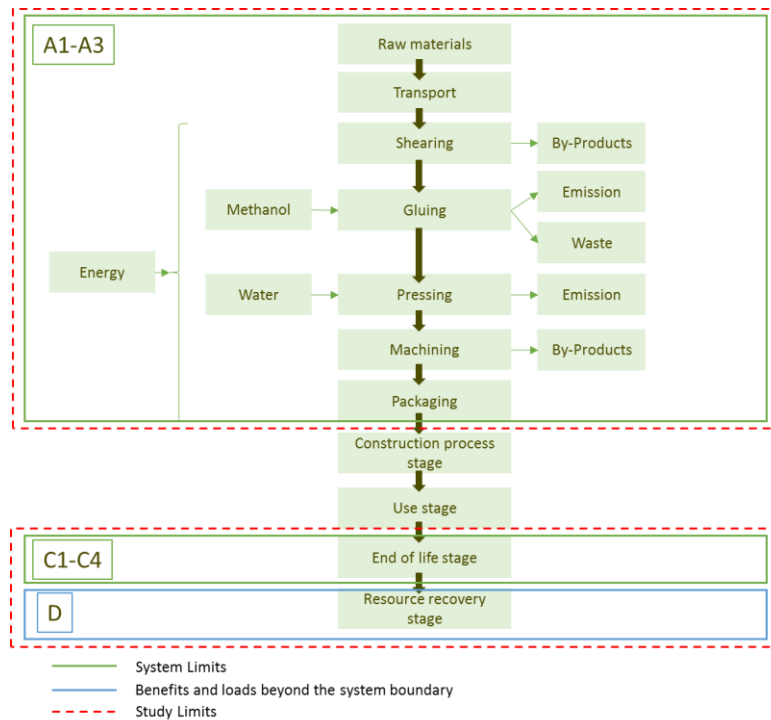 A1-A3
Raw materials
Transport
Shearing
By-Products
Methanol
Gluing
Emission
Waste
Energy
Water
Pressing
Emission
Machining
By-Products
Packaging
Construction process
stage
Use stage
C1-C4
End of life stage
D
Resource recovery
stage
System Limits
Benefits and loads beyond the system boundary
Study Limits